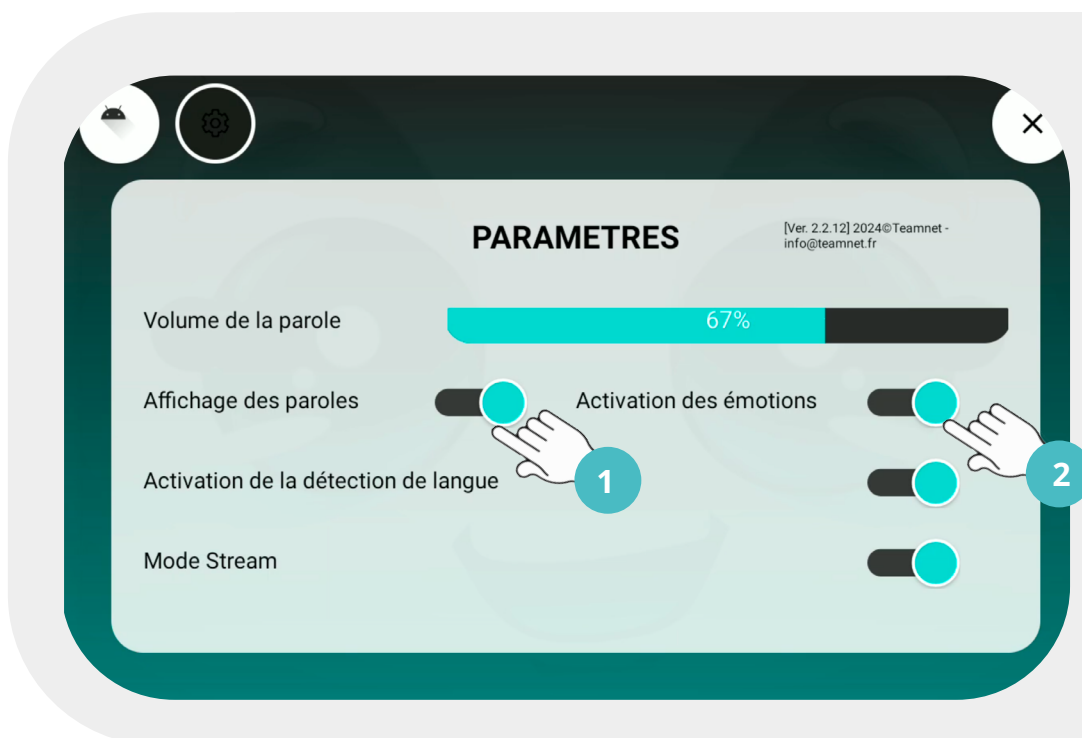 PARAMETRES
[Ver. 2.2.12] 2024©Teamnet -
info@teamnet.fr
Volume de la parole
67%
Affichage des paroles
Activation des émotions
1
2
Activation de la détection de langue
Mode Stream